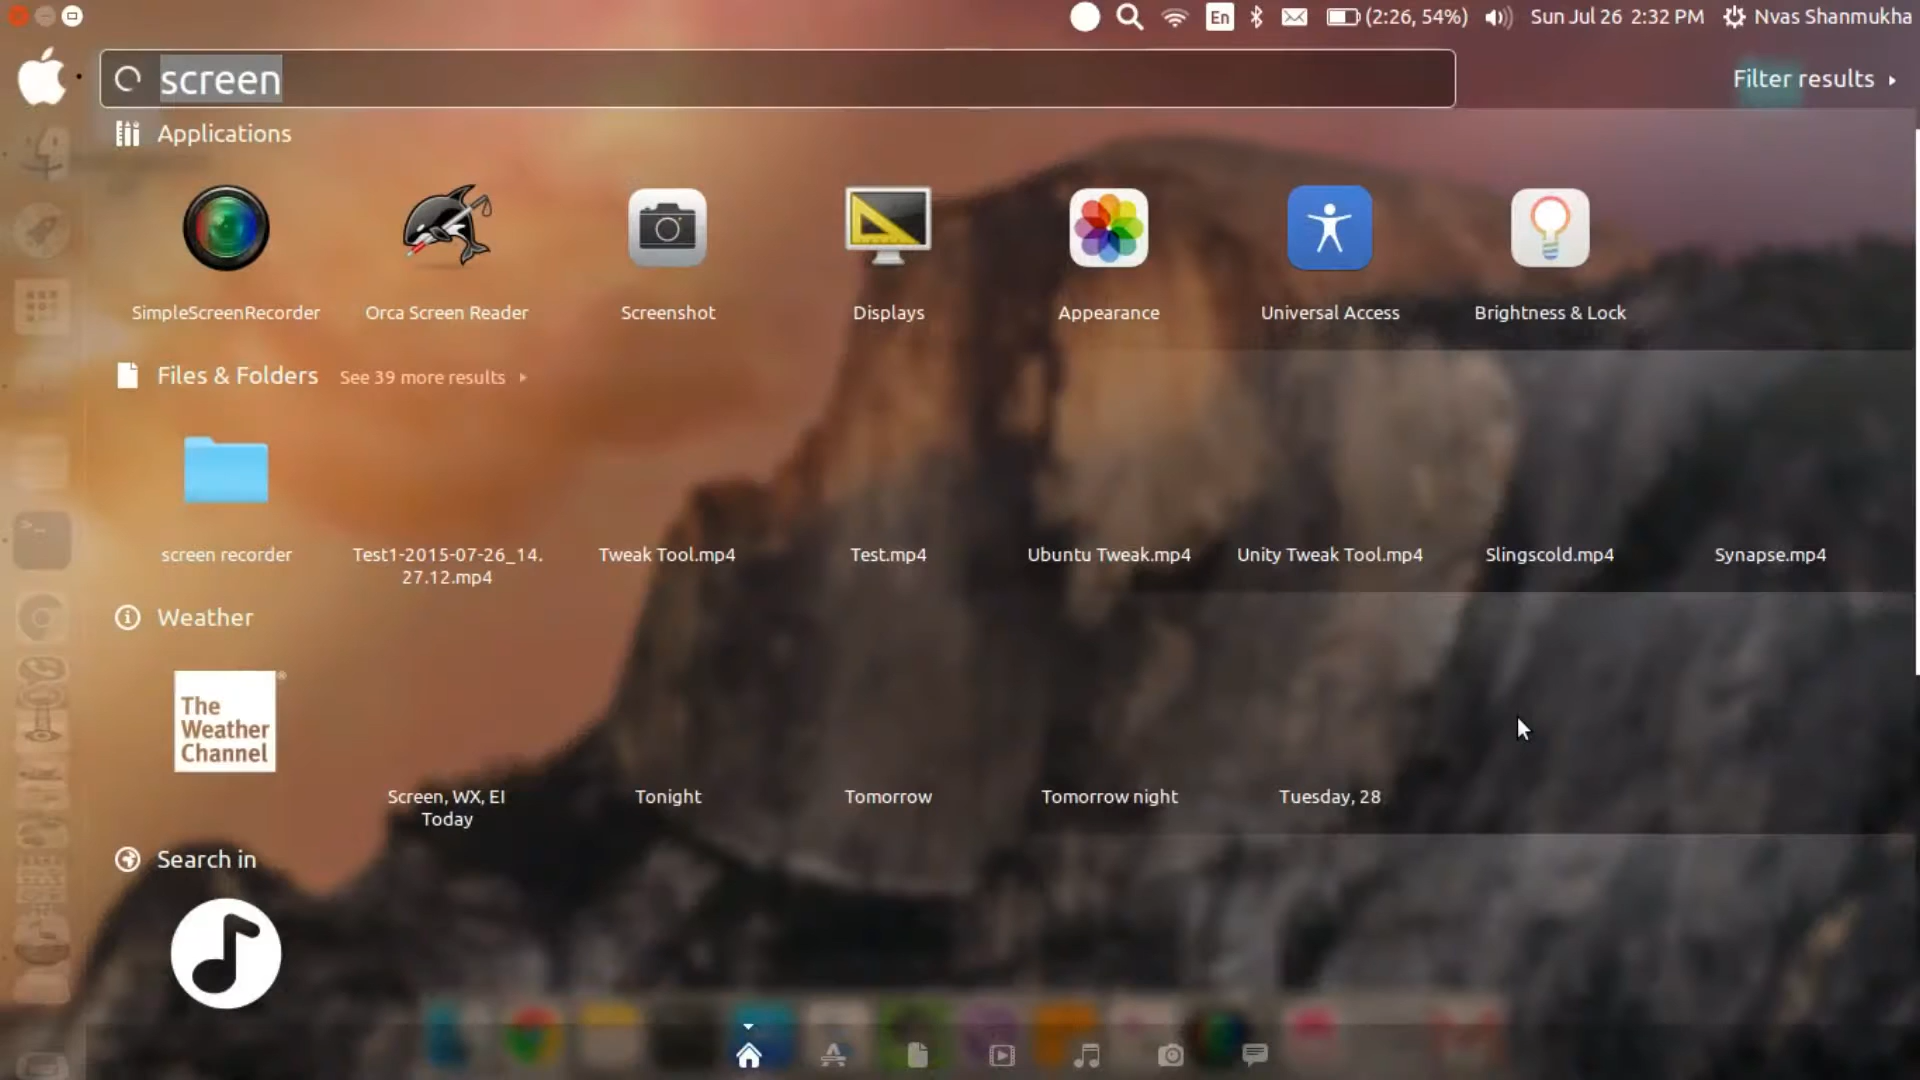 En
(2:26, 54%)
Sun Jul 26 2:32 PM
Nvas Shanmukha
screen
Filter results
Applications
SimpleScreenRecorder
Orca Screen Reader
Screenshot
Displays
Appearance
Universal Access
Brightness & Lock
Files & Folders
See 39 more results
screen recorder
Test1-2015-07-26_14.
27.12.mp4
Tweak Tool.mp4
Test.mp4
Ubuntu Tweak.mp4
Unity Tweak Tool.mp4
Slingscold.mp4
Synapse.mp4
Weather
The
Weather
Channel
®
Screen, WX, EI
Today
Tonight
Tomorrow
Tomorrow night
Tuesday, 28
Search in